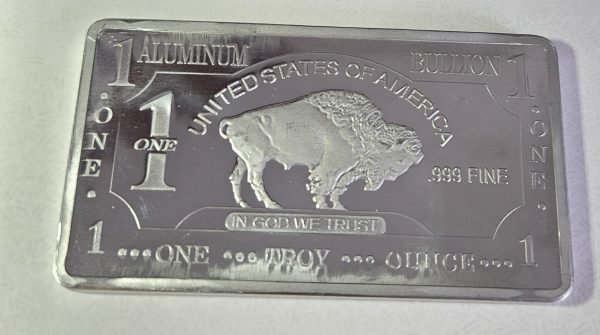 1 ALUMINUM BULLION 1
UNITED STATES OF AMERICA
·ONE·
1
ONE
.999 FINE
·ONE·
IN GOD WE TRUST
1 •••ONE •••TROY •••OUNCE••• 1